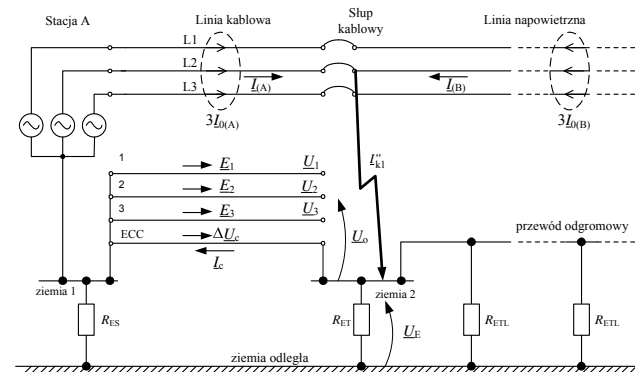 Stacja A
Linia kablowa
Słup
kablowy
Linia napowietrzna
L1
L2
L3
I(A)
I(B)
3I0(A)
3I0(B)
I"k1
1
E1
U1
2
E2
U2
3
E3
U3
ECC
ΔUc
Ic
Uo
przewód odgromowy
ziemia 1
ziemia 2
RES
RET
UE
RETL
RETL
ziemia odległa